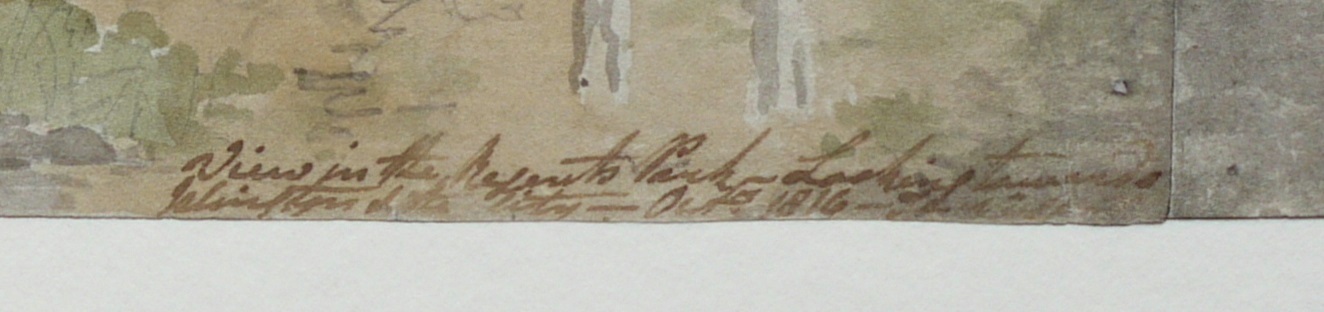 View in the Regents Park - Looking towards
Islington & the City — Octr. 1816 —